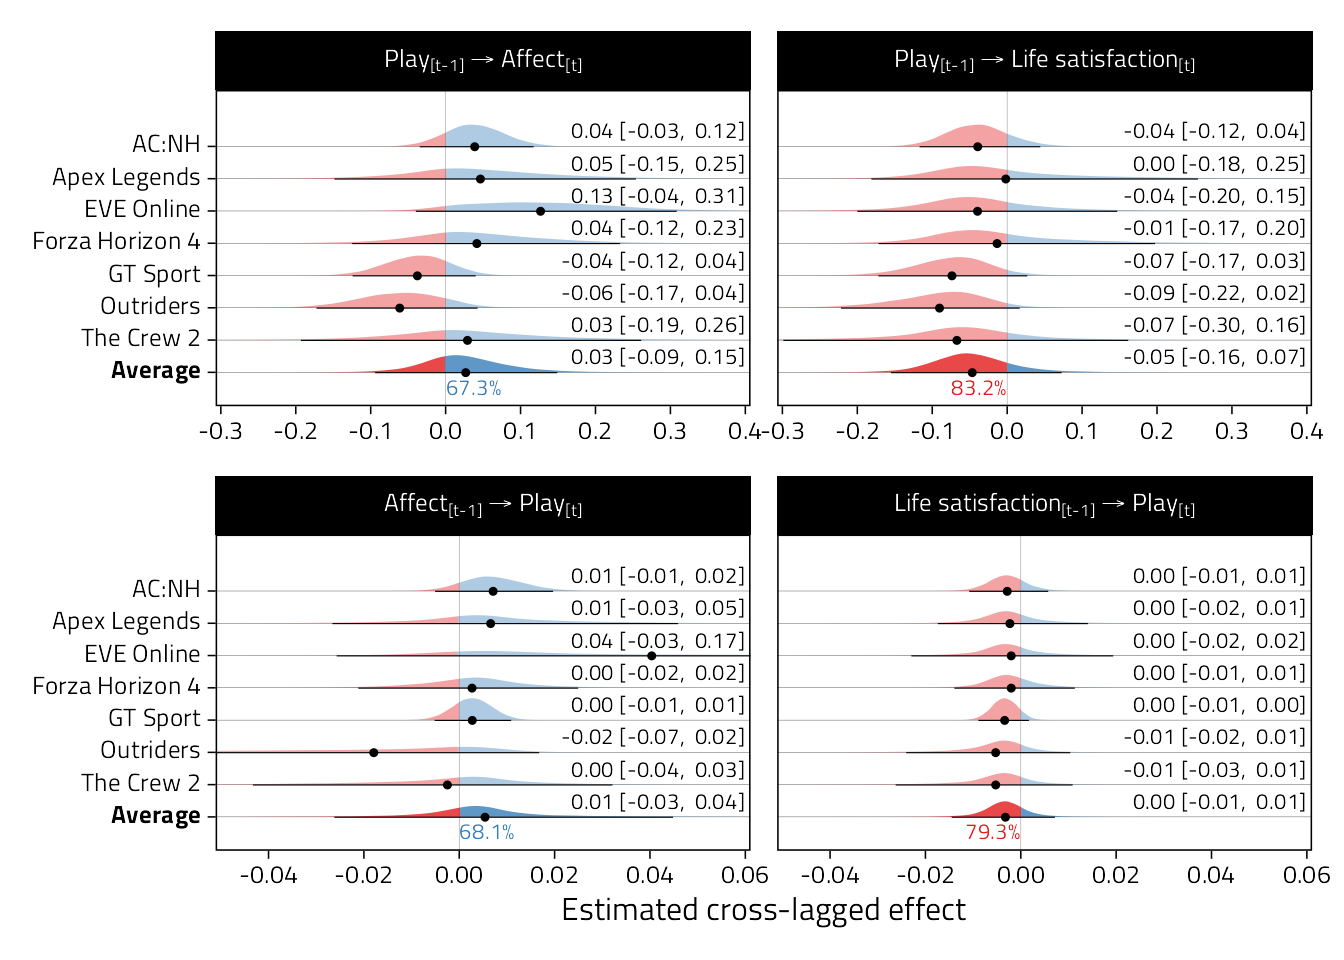 Play[t-1] → Affect[t]
Play[t-1] → Life satisfaction[t]
AC:NH 0.04 [-0.03, 0.12] -0.04 [-0.12, 0.04]
Apex Legends 0.05 [-0.15, 0.25] 0.00 [-0.18, 0.25]
EVE Online 0.13 [-0.04, 0.31] -0.04 [-0.20, 0.15]
Forza Horizon 4 0.04 [-0.12, 0.23] -0.01 [-0.17, 0.20]
GT Sport -0.04 [-0.12, 0.04] -0.07 [-0.17, 0.03]
Outriders -0.06 [-0.17, 0.04] -0.09 [-0.22, 0.02]
The Crew 2 0.03 [-0.19, 0.26] -0.07 [-0.30, 0.16]
Average 0.03 [-0.09, 0.15] -0.05 [-0.16, 0.07]
67.3% 83.2%
-0.3 -0.2 -0.1 0.0 0.1 0.2 0.3 0.4 -0.3 -0.2 -0.1 0.0 0.1 0.2 0.3 0.4
Affect[t-1] → Play[t]
Life satisfaction[t-1] → Play[t]
AC:NH 0.01 [-0.01, 0.02] 0.00 [-0.01, 0.01]
Apex Legends 0.01 [-0.03, 0.05] 0.00 [-0.02, 0.01]
EVE Online 0.04 [-0.03, 0.17] 0.00 [-0.02, 0.02]
Forza Horizon 4 0.00 [-0.02, 0.02] 0.00 [-0.01, 0.01]
GT Sport 0.00 [-0.01, 0.01] 0.00 [-0.01, 0.00]
Outriders -0.02 [-0.07, 0.02] -0.01 [-0.02, 0.01]
The Crew 2 0.00 [-0.04, 0.03] -0.01 [-0.03, 0.01]
Average 0.01 [-0.03, 0.04] 0.00 [-0.01, 0.01]
68.1% 79.3%
-0.04 -0.02 0.00 0.02 0.04 0.06 -0.04 -0.02 0.00 0.02 0.04 0.06
Estimated cross-lagged effect